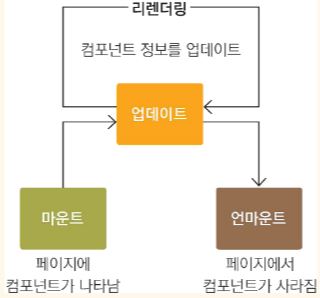 리렌더링
컴포넌트 정보를 업데이트
업데이트
마운트
언마운트
페이지에
컴포넌트가 나타남
페이지에서
컴포넌트가 사라짐